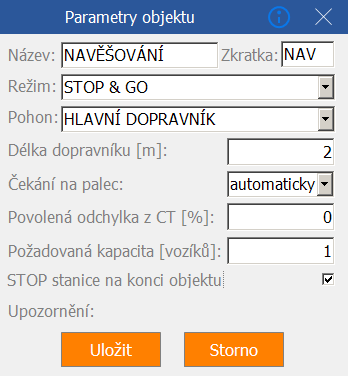 Parametry objektu
Název: NAVĚŠOVÁNÍ Zkratka: NAV
Režim: STOP & GO
Pohon: HLAVNÍ DOPRAVNÍK
Délka dopravníku [m]: 2
Čekání na palec: automaticky
Povolená odchylka z CT [%]: 0
Požadovaná kapacita [vozíků]: 1
STOP stanice na konci objektu
Upozornění:
Uložit Storno